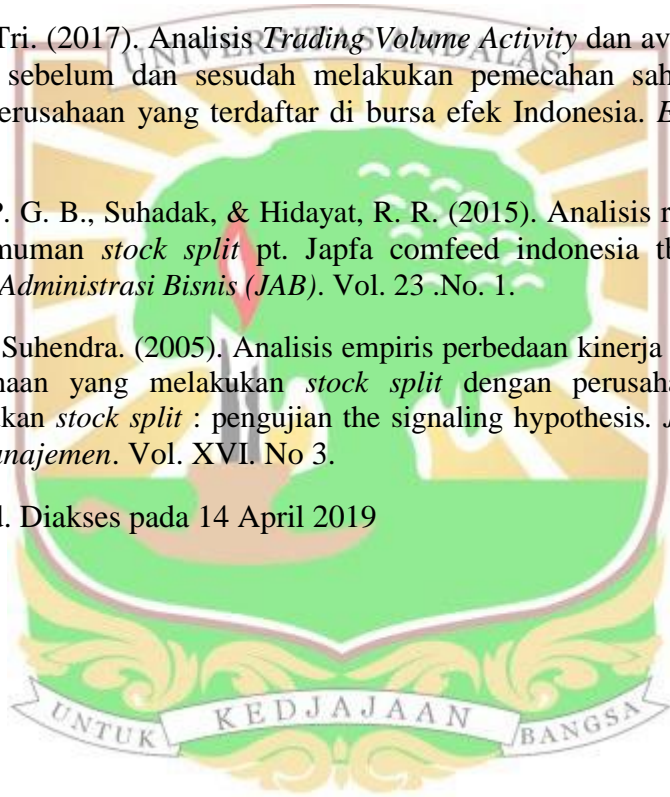 Tri. (2017). Analisis Trading Volume Activity dan av
UNIVERSITAS ANDALAS
sebelum dan sesudah melakukan pemecahan sah
erusahaan yang terdaftar di bursa efek Indonesia.
P. G. B., Suhadak, & Hidayat, R. R. (2015). Analisis r
muman stock split pt. Japfa comfeed indonesia tb
Administrasi Bisnis (JAB). Vol. 23 .No. 1.
Suhendra. (2005). Analisis empiris perbedaan kinerja
naan yang melakukan stock split dengan perusaha
kan stock split : pengujian the signaling hypothesis. J
anajemen. Vol. XVI. No 3.
d. Diakses pada 14 April 2019
UNTUK KEDJAJAAN BANGSA